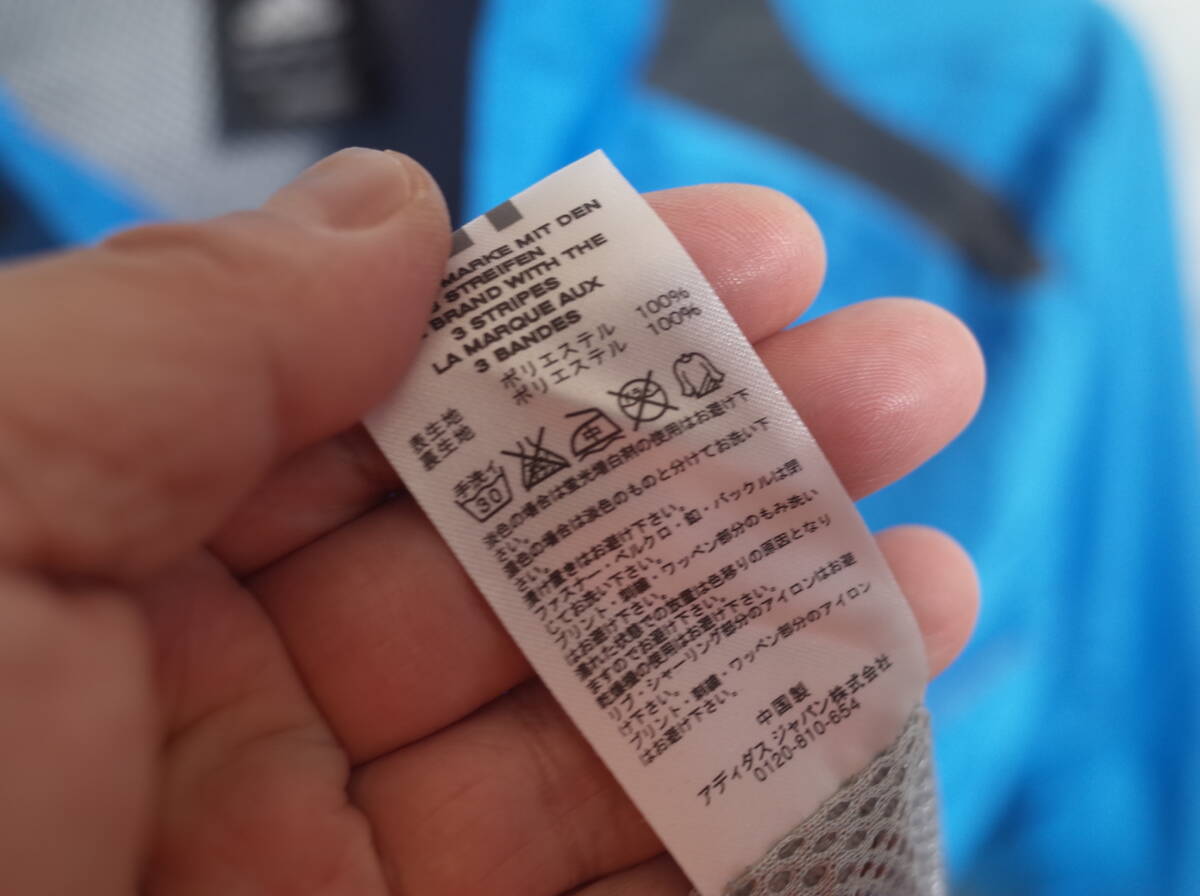 MARKE MIT DEN
3 STREIFEN
BRAND WITH THE
3 STRIPES
LA MARQUE AUX
3 BANDES
表生地 ポリエステル 100%
裏生地 ポリエステル 100%
手洗イ
30
中
淡色の場合は蛍光増白剤の使用はお避け下
さい。
濃色の場合は淡色のものと分けてお洗い下
さい。
漬け置きはお避け下さい。
ファスナー・ベルクロ・釦・バックルは閉
じてお洗い下さい。
プリント・刺繍・ワッペン部分のもみ洗い
はお避け下さい。
濡れた状態での放置は色移りの原因となり
ますのでお避け下さい。
乾燥機の使用はお避け下さい。
リブ・シャーリング部分のアイロンはお避
け下さい。
プリント・刺繍・ワッペン部分のアイロン
はお避け下さい。
中国製
アディダス ジャパン株式会社
0120-810-654